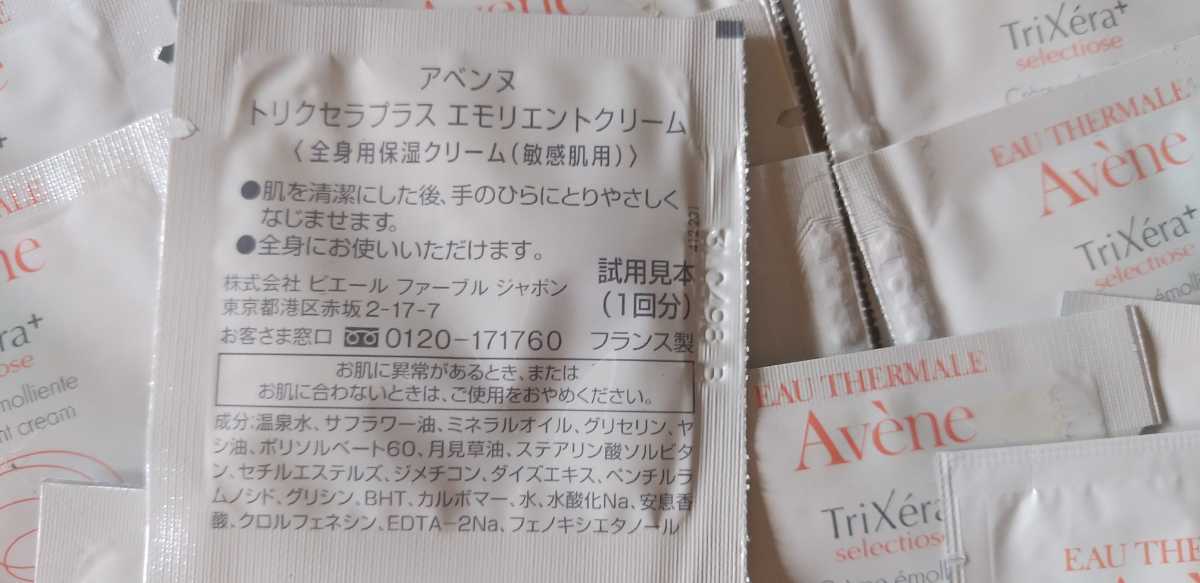 アベンヌ
トリクセラプラス エモリエントクリーム
〈全身用保湿クリーム(敏感肌用)〉
●肌を清潔にした後、手のひらにとりやさしく
なじませます。
●全身にお使いいただけます。
試用見本
(1回分)
株式会社 ピエール ファーブル ジャポン
東京都港区赤坂2-17-7
お客さま窓口 0120-171760 フランス製
お肌に異常があるとき、または
お肌に合わないときは、ご使用をおやめください。
成分:温泉水、サフラワー油、ミネラルオイル、グリセリン、ヤ
シ油、ポリソルベート60、月見草油、ステアリン酸ソルビタ
ン、セチルエステルズ、ジメチコン、ダイズエキス、ベンチルラ
ムノシド、グリシン、BHT、カルボマー、水、水酸化Na、安息香
酸、クロルフェネシン、EDTA-2Na、フェノキシエタノール
Avène
TriXéra+
selectiose
EAU THERMALE
Avène
TriXéra+
EAU THERMALE
Avène
TriXéra
selectiose
EAU THE